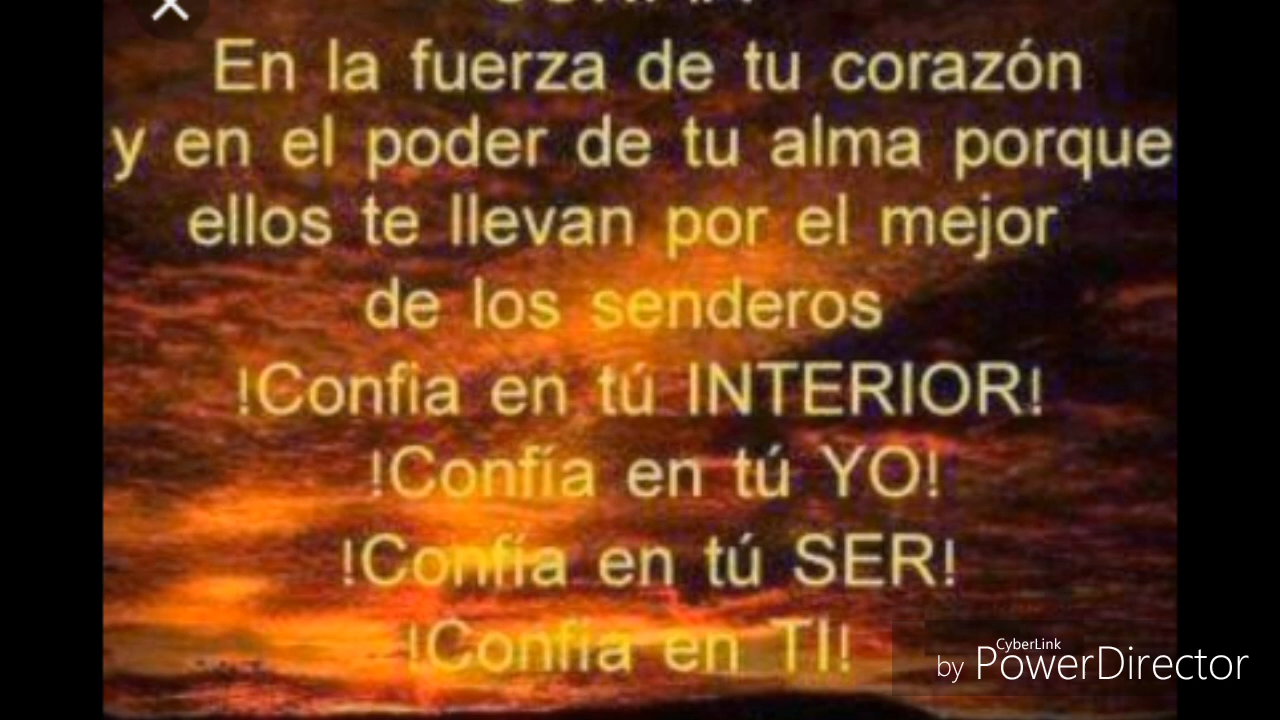 En la fuerza de tu corazón
y en el poder de tu alma porque
ellos te llevan por el mejor
de los senderos
!Confia en tú INTERIOR!
!Confía en tú YO!
!Confía en tú SER!
!Confia en TI!
CyberLink
by PowerDirector